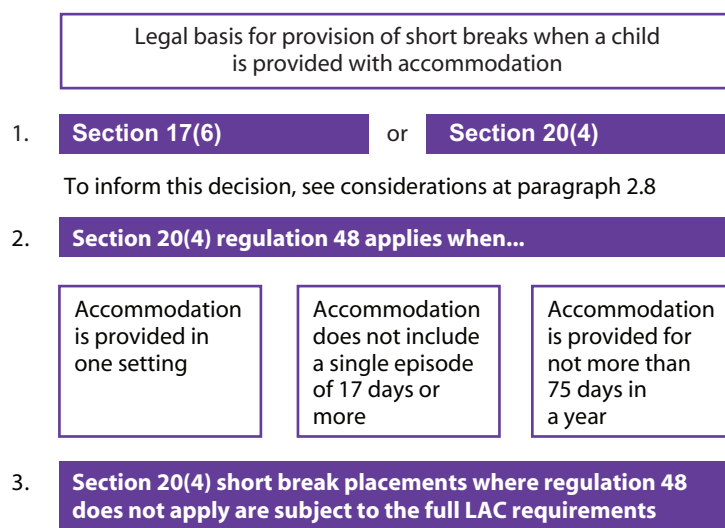 Legal basis for provision of short breaks when a child
is provided with accommodation
1. Section 17(6) or Section 20(4)
To inform this decision, see considerations at paragraph 2.8
2. Section 20(4) regulation 48 applies when...
Accommodation
is provided in
one setting
Accommodation
does not include
a single episode
of 17 days or
more
Accommodation
is provided for
not more than
75 days in
a year
3. Section 20(4) short break placements where regulation 48
does not apply are subject to the full LAC requirements